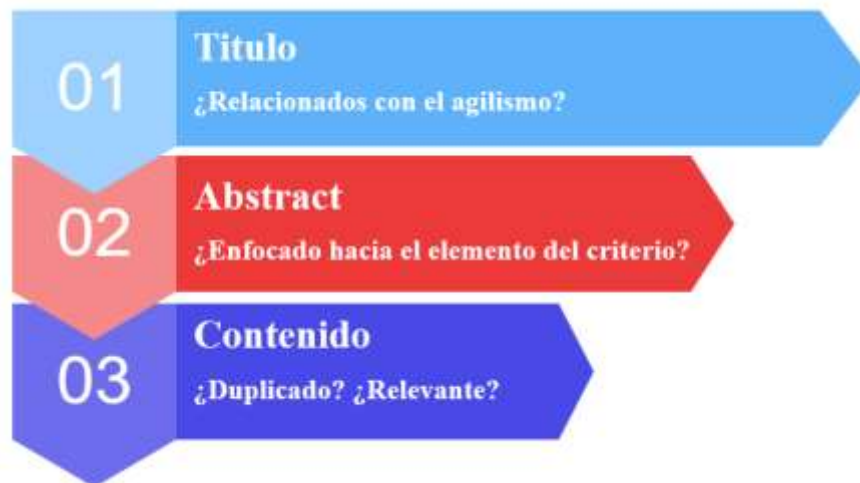 01
Titulo
¿Relacionados con el agilismo?
02
Abstract
¿Enfocado hacia el elemento del criterio?
03
Contenido
¿Duplicado? ¿Relevante?